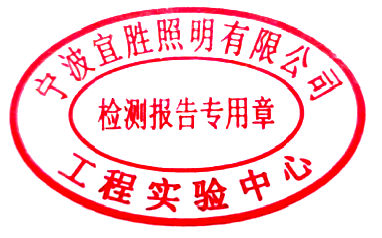 宁波宜胜照明有限公司
检测报告专用章
工程实验中心